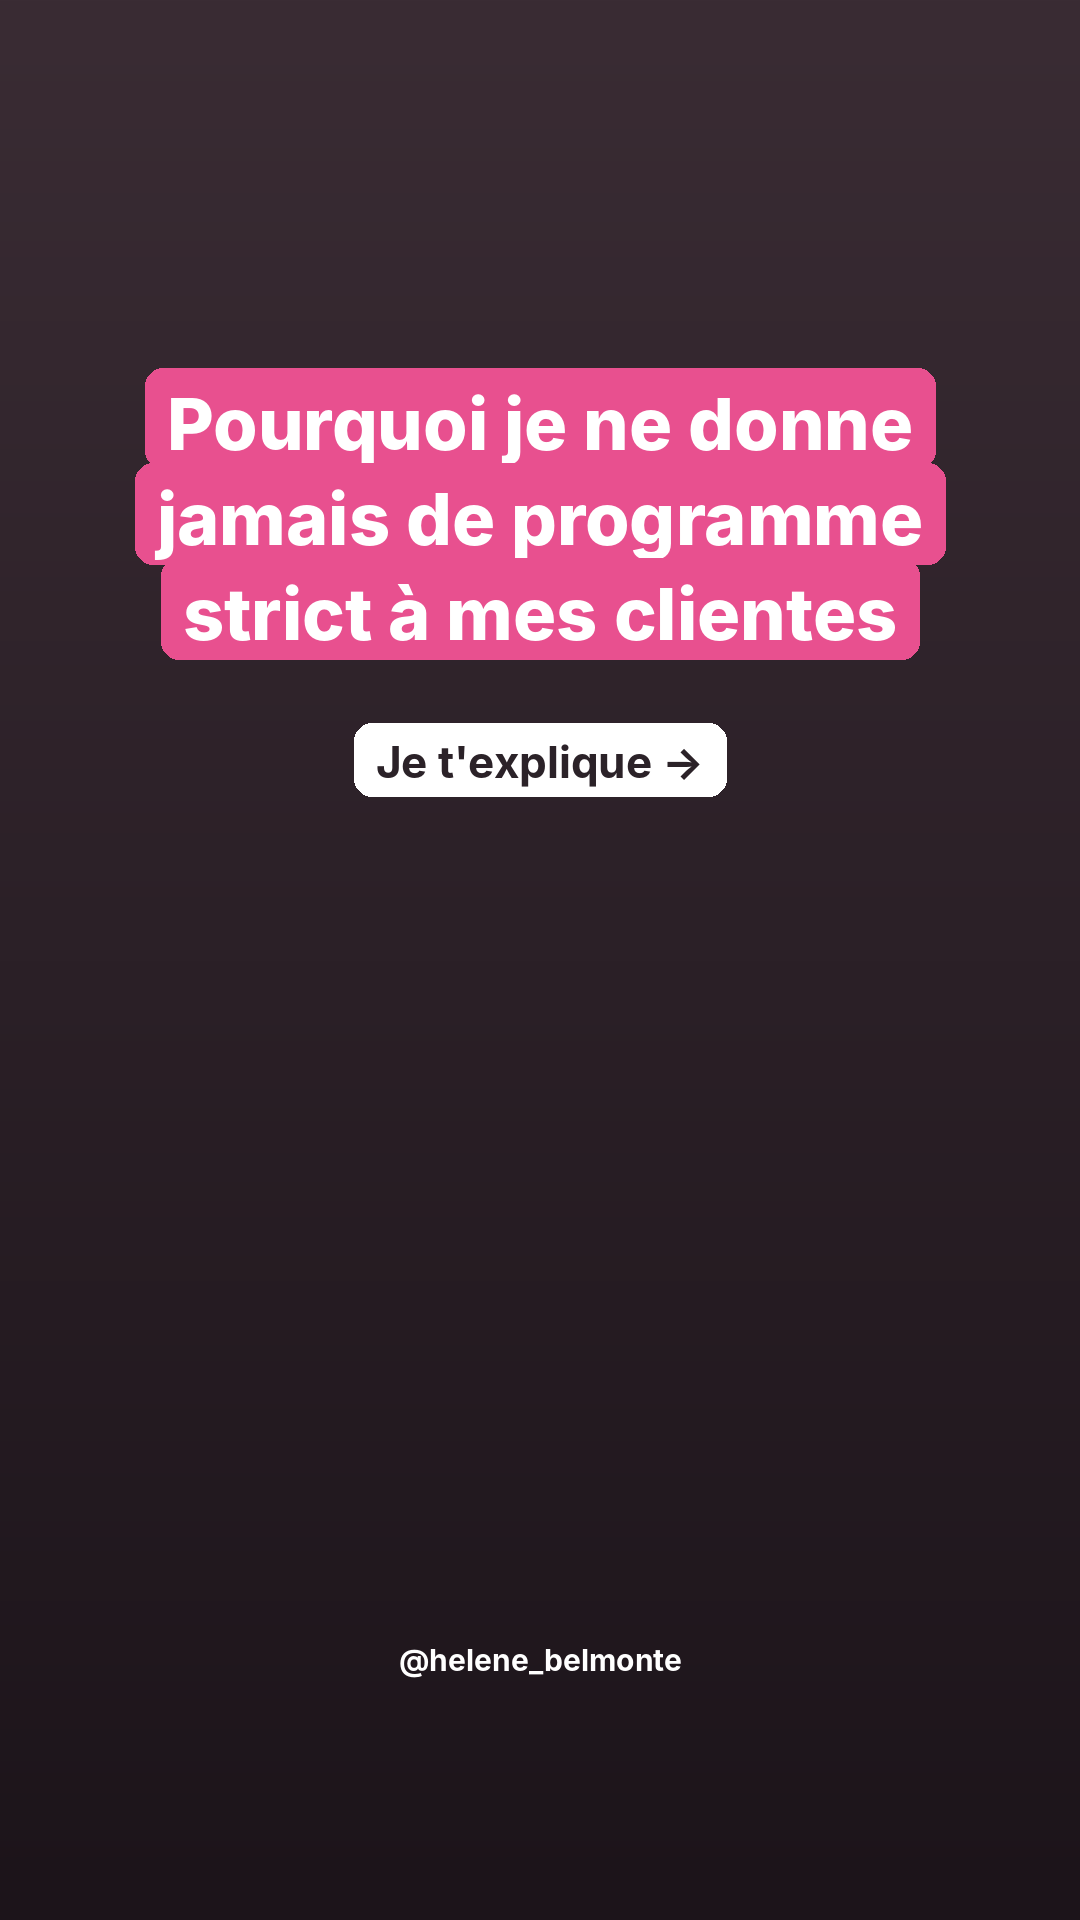 Pourquoi je ne donne
jamais de programme
strict à mes clientes
Je t'explique →
@helene_belmonte